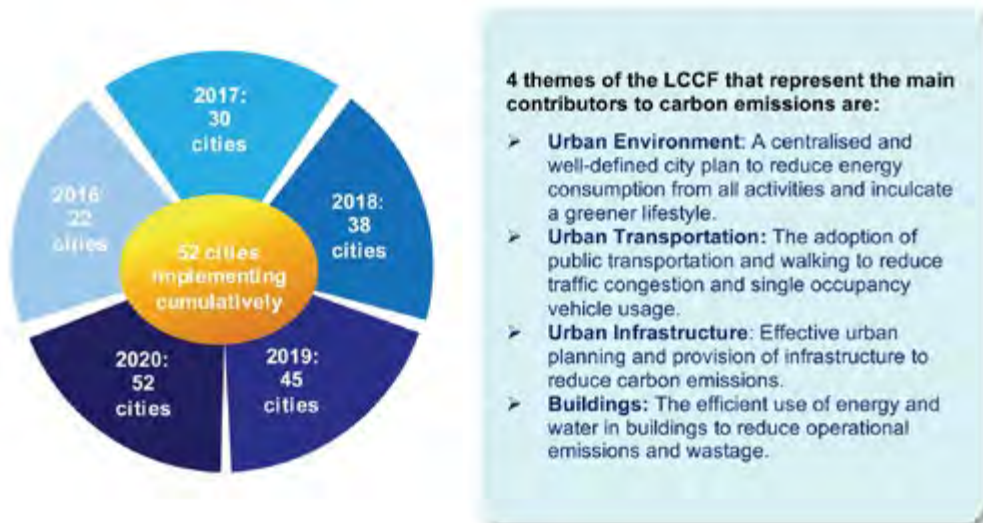 2017:
30
cities
2016:
22
cities
2018:
38
cities
52 cities
implementing
cumulatively
2020:
52
cities
2019:
45
cities
4 themes of the LCCF that represent the main
contributors to carbon emissions are:
➢ Urban Environment: A centralised and
well-defined city plan to reduce energy
consumption from all activities and inculcate
a greener lifestyle.
➢ Urban Transportation: The adoption of
public transportation and walking to reduce
traffic congestion and single occupancy
vehicle usage.
➢ Urban Infrastructure: Effective urban
planning and provision of infrastructure to
reduce carbon emissions.
➢ Buildings: The efficient use of energy and
water in buildings to reduce operational
emissions and wastage.